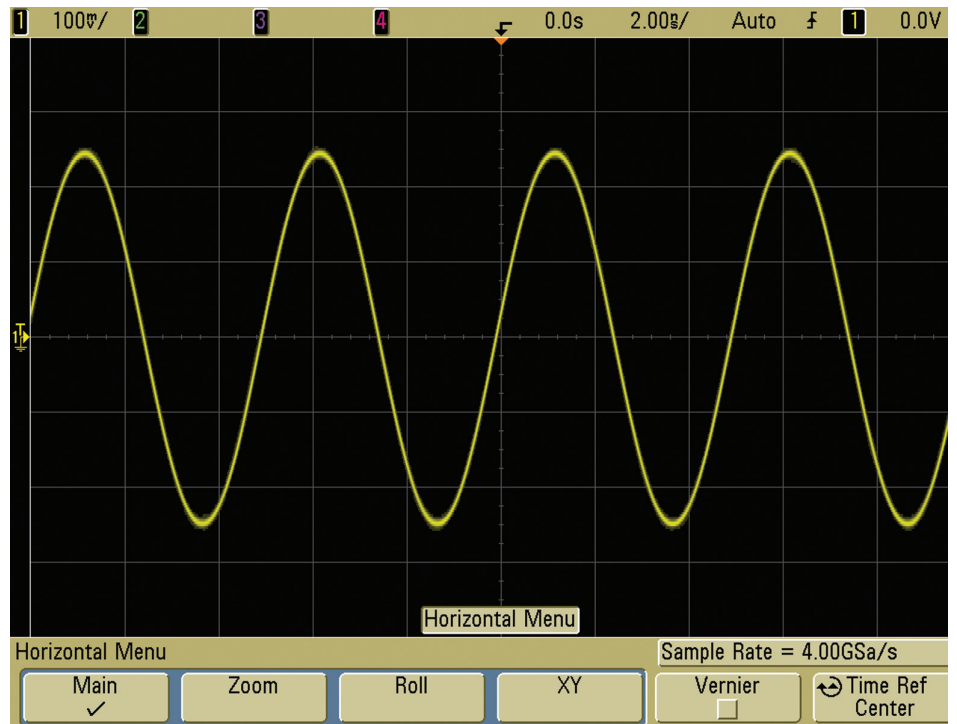 1 100mV/ 2 3 4 0.0s 2.00ns/ Auto 1 0.0V
T
1
Horizontal Menu
Horizontal Menu Sample Rate = 4.00GSa/s
Main Zoom Roll XY Vernier Time Ref
Center